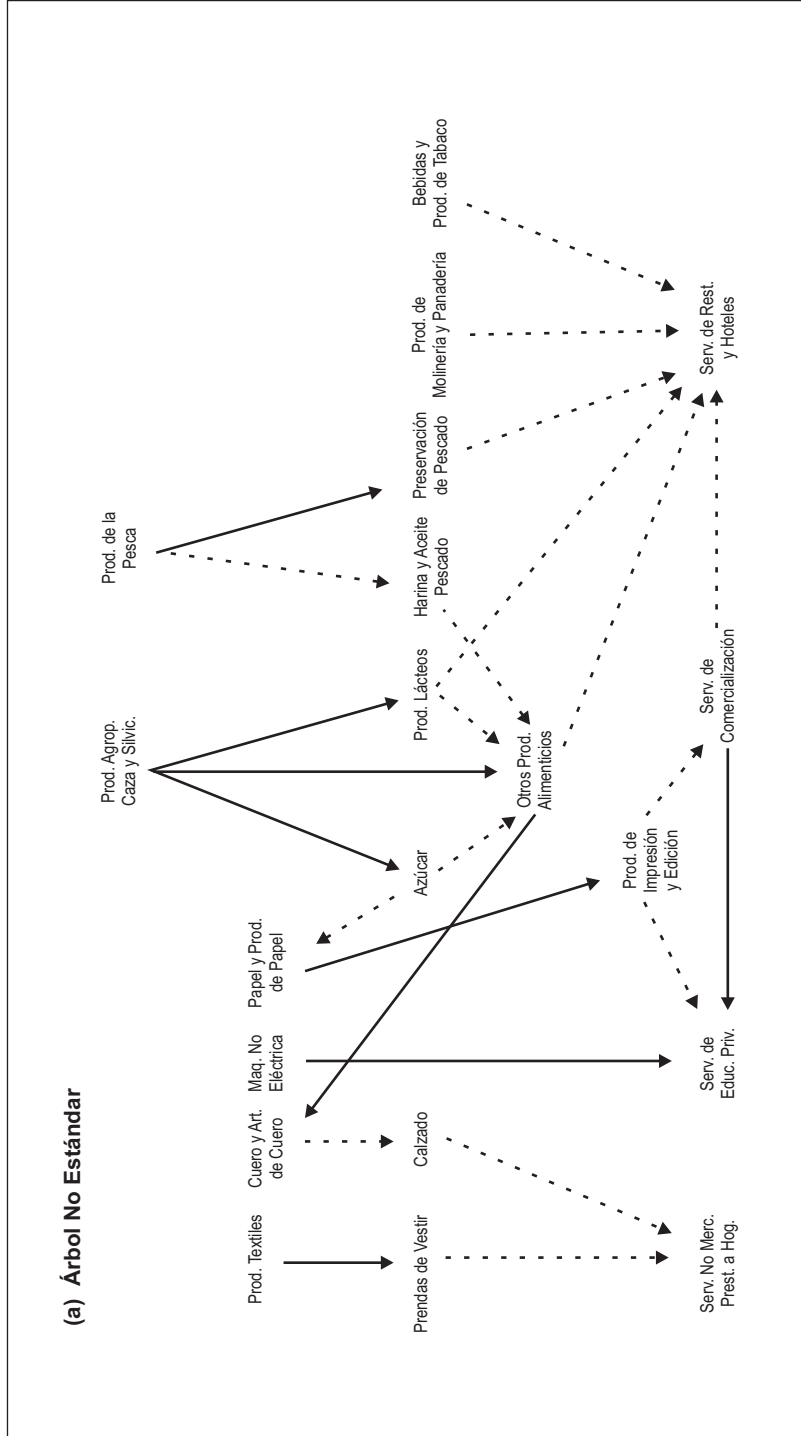 (a) Árbol No Estándar
Prod. Agrop.
Caza y Silvic.
Prod. de la
Pesca
Prod. Textiles
Cuero y Art.
de Cuero
Maq. No
Eléctrica
Papel y Prod.
de Papel
Prendas de Vestir
Calzado
Azúcar
Prod. Lácteos
Harina y Aceite
Pescado
Preservación
de Pescado
Prod. de
Molinería y Panadería
Bebidas y
Prod. de Tabaco
Otros Prod.
Alimenticios
Prod. de
Impresión
y Edición
Serv. No Merc.
Prest. a Hog.
Serv. de
Educ. Priv.
Serv. de
Comercialización
Serv. de Rest.
y Hoteles